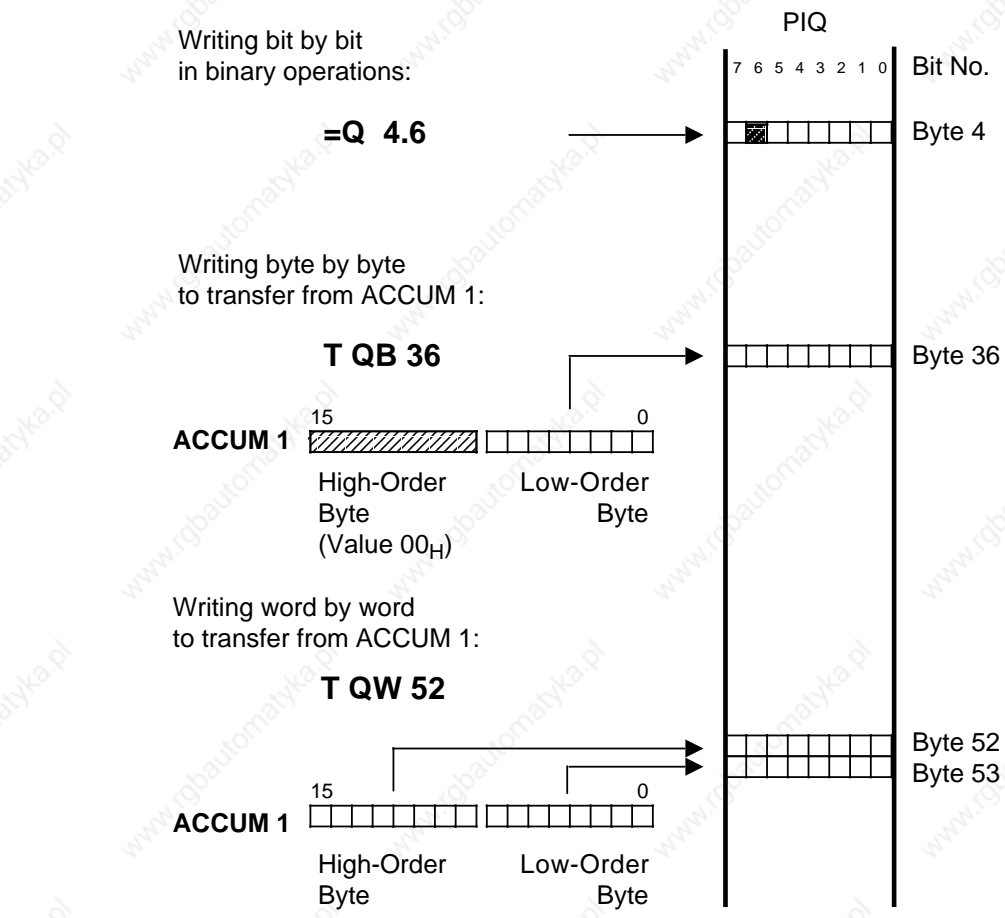 PIQ
Writing bit by bit
in binary operations:
7 6 5 4 3 2 1 0 Bit No.
=Q 4.6
Byte 4
Writing byte by byte
to transfer from ACCUM 1:
T QB 36
Byte 36
15 0
ACCUM 1
High-Order Low-Order
Byte Byte
(Value 00H)
Writing word by word
to transfer from ACCUM 1:
T QW 52
Byte 52
Byte 53
15 0
ACCUM 1
High-Order Low-Order
Byte Byte
www.rgbautomatyka.pl